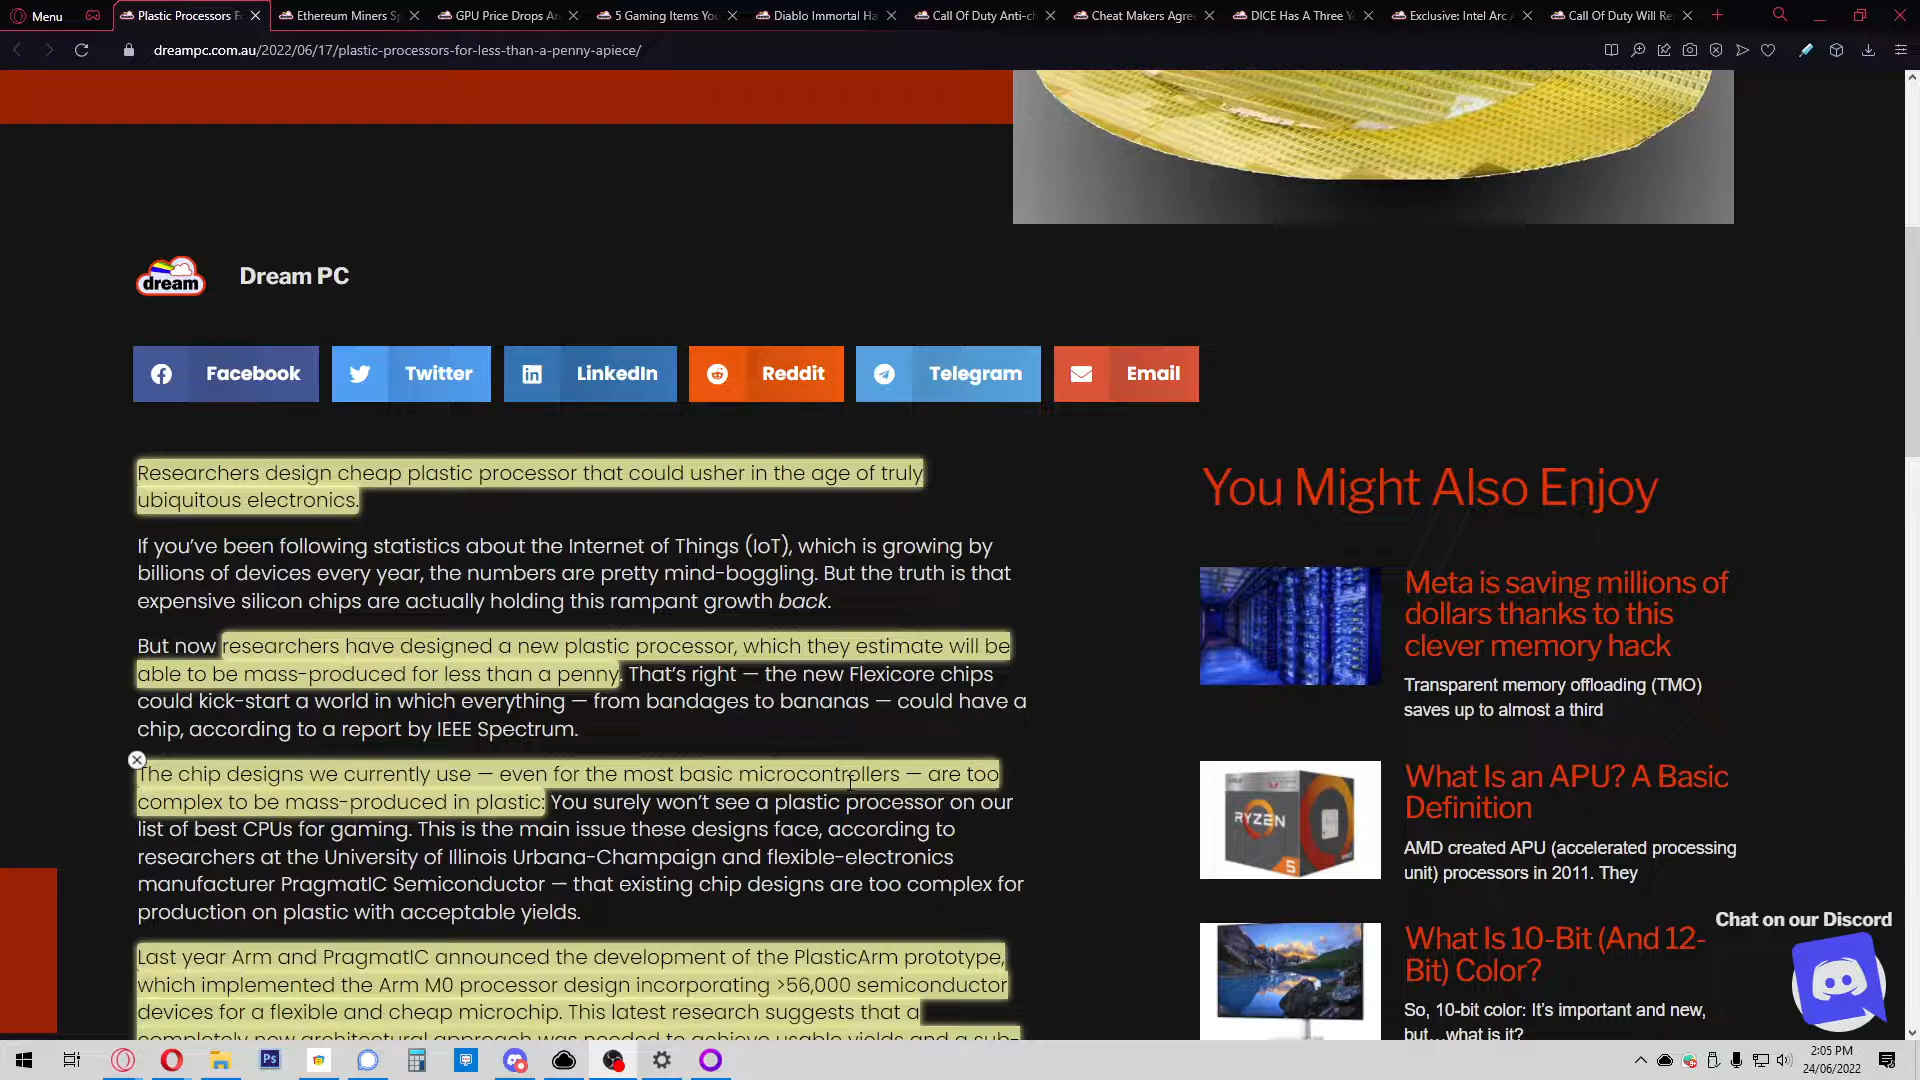 Menu
Plastic Processors F
Ethereum Miners Sp
GPU Price Drops Ar
5 Gaming Items You
Diablo Immortal Ha
Call Of Duty Anti-ch
Cheat Makers Agre
DICE Has A Three Y
Exclusive: Intel Arc
Call Of Duty Will Re
dreampc.com.au/2022/06/17/plastic-processors-for-less-than-a-penny-apiece/
dream
Dream PC
Facebook
Twitter
LinkedIn
Reddit
Telegram
Email
Researchers design cheap plastic processor that could usher in the age of truly
ubiquitous electronics.
If you've been following statistics about the Internet of Things (IoT), which is growing by
billions of devices every year, the numbers are pretty mind-boggling. But the truth is that
expensive silicon chips are actually holding this rampant growth back.
But now researchers have designed a new plastic processor, which they estimate will be
able to be mass-produced for less than a penny. That's right — the new Flexicore chips
could kick-start a world in which everything — from bandages to bananas — could have a
chip, according to a report by IEEE Spectrum.
The chip designs we currently use — even for the most basic microcontrollers — are too
complex to be mass-produced in plastic: You surely won't see a plastic processor on our
list of best CPUs for gaming. This is the main issue these designs face, according to
researchers at the University of Illinois Urbana-Champaign and flexible-electronics
manufacturer PragmatIC Semiconductor — that existing chip designs are too complex for
production on plastic with acceptable yields.
Last year Arm and PragmatIC announced the development of the PlasticArm prototype,
which implemented the Arm M0 processor design incorporating >56,000 semiconductor
devices for a flexible and cheap microchip. This latest research suggests that a
completely new architectural approach was needed to achieve usable yields and a sub-
You Might Also Enjoy
Meta is saving millions of
dollars thanks to this
clever memory hack
Transparent memory offloading (TMO)
saves up to almost a third
RYZEN
5
What Is an APU? A Basic
Definition
AMD created APU (accelerated processing
unit) processors in 2011. They
What Is 10-Bit (And 12-
Bit) Color?
So, 10-bit color: It's important and new,
but...what is it?
Chat on our Discord
Ps
2:05 PM
24/06/2022